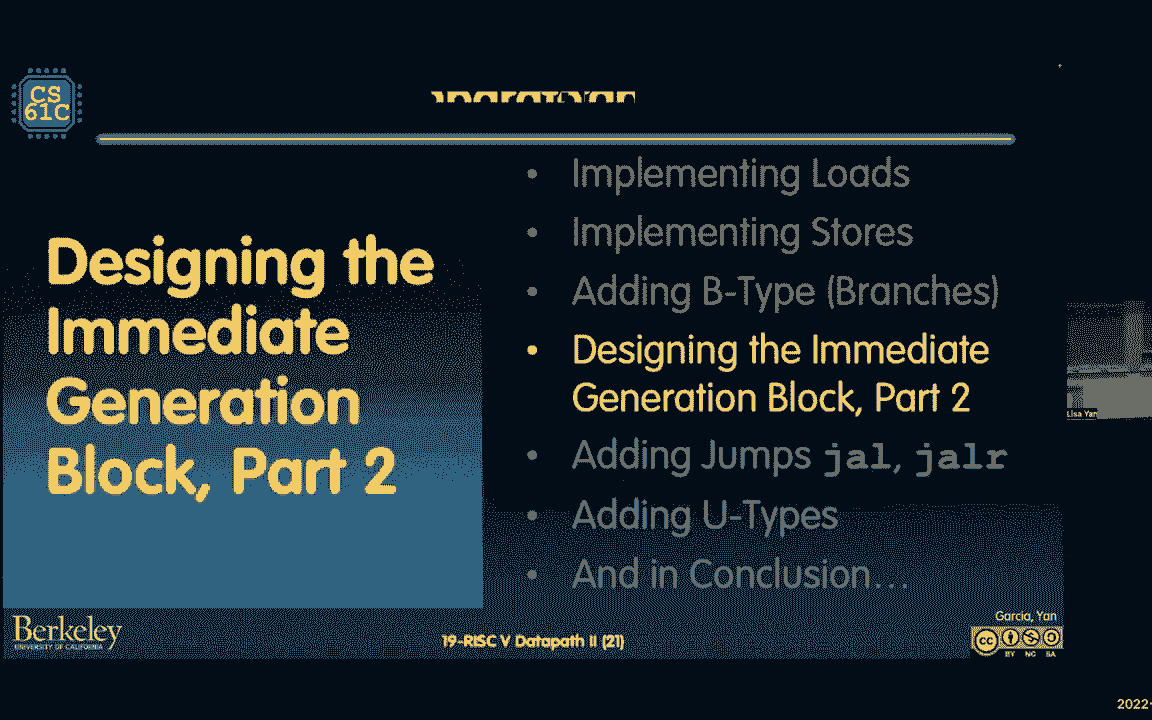 CS
61C
Designing the
Immediate
Generation
Block, Part 2
• Implementing Loads
• Implementing Stores
• Adding B-Type (Branches)
• Designing the Immediate
Generation Block, Part 2
• Adding Jumps jal, jalr
• Adding U-Types
• And in Conclusion…
Lisa Yan
Berkeley
UNIVERSITY OF CALIFORNIA
19-RISC V Datapath II (21)
Garcia, Yan
cc
BY NC SA
2022-